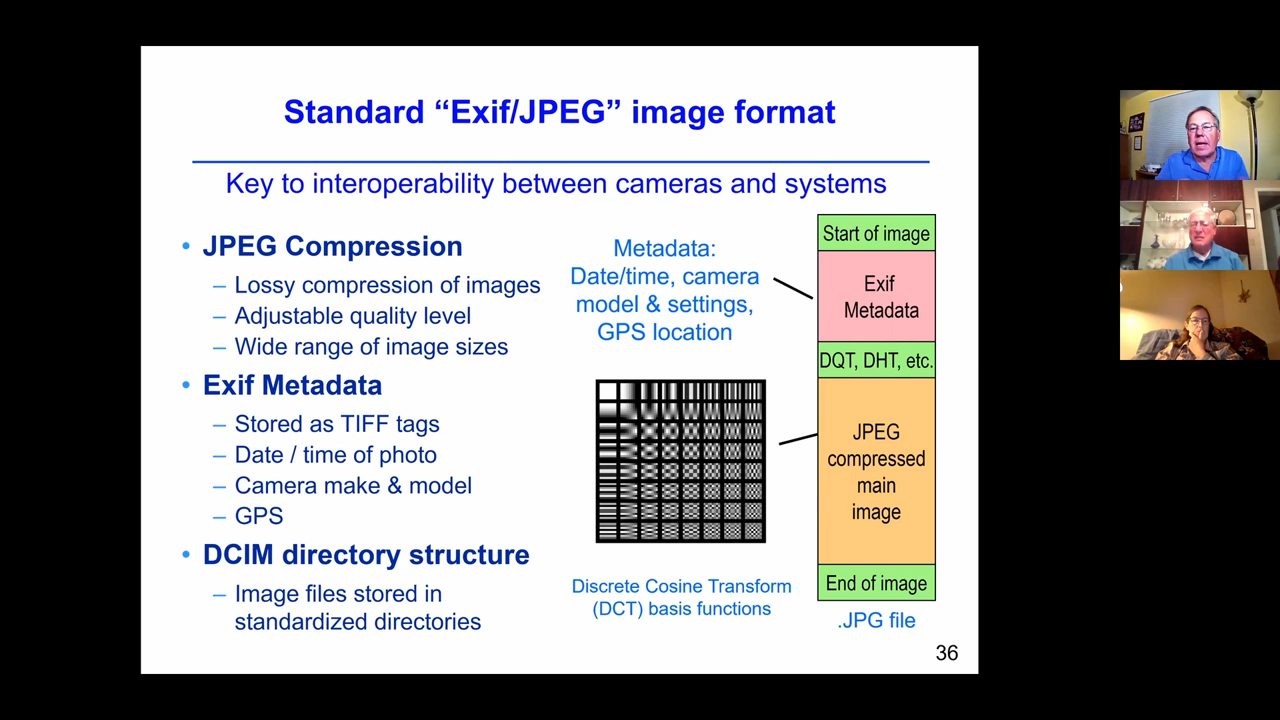 Standard “Exif/JPEG” image format
Key to interoperability between cameras and systems
• JPEG Compression
– Lossy compression of images
– Adjustable quality level
– Wide range of image sizes
• Exif Metadata
– Stored as TIFF tags
– Date / time of photo
– Camera make & model
– GPS
• DCIM directory structure
– Image files stored in
standardized directories
Metadata:
Date/time, camera
model & settings,
GPS location
Discrete Cosine Transform
(DCT) basis functions
Start of image
Exif
Metadata
DQT, DHT, etc.
JPEG
compressed
main
image
End of image
.JPG file
36